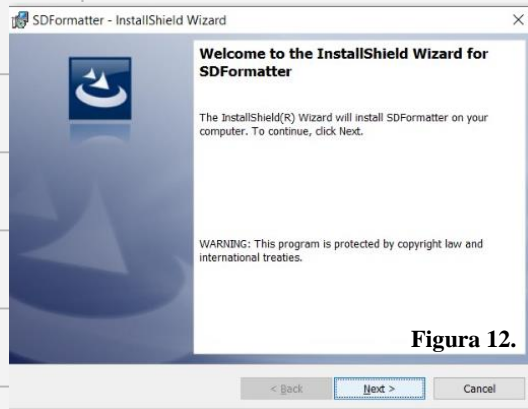 SDFormatter - InstallShield Wizard
Welcome to the InstallShield Wizard for
SDFormatter
The InstallShield(R) Wizard will install SDFormatter on your
computer. To continue, click Next.
WARNING: This program is protected by copyright law and
international treaties.
Figura 12.
< Back
Next >
Cancel